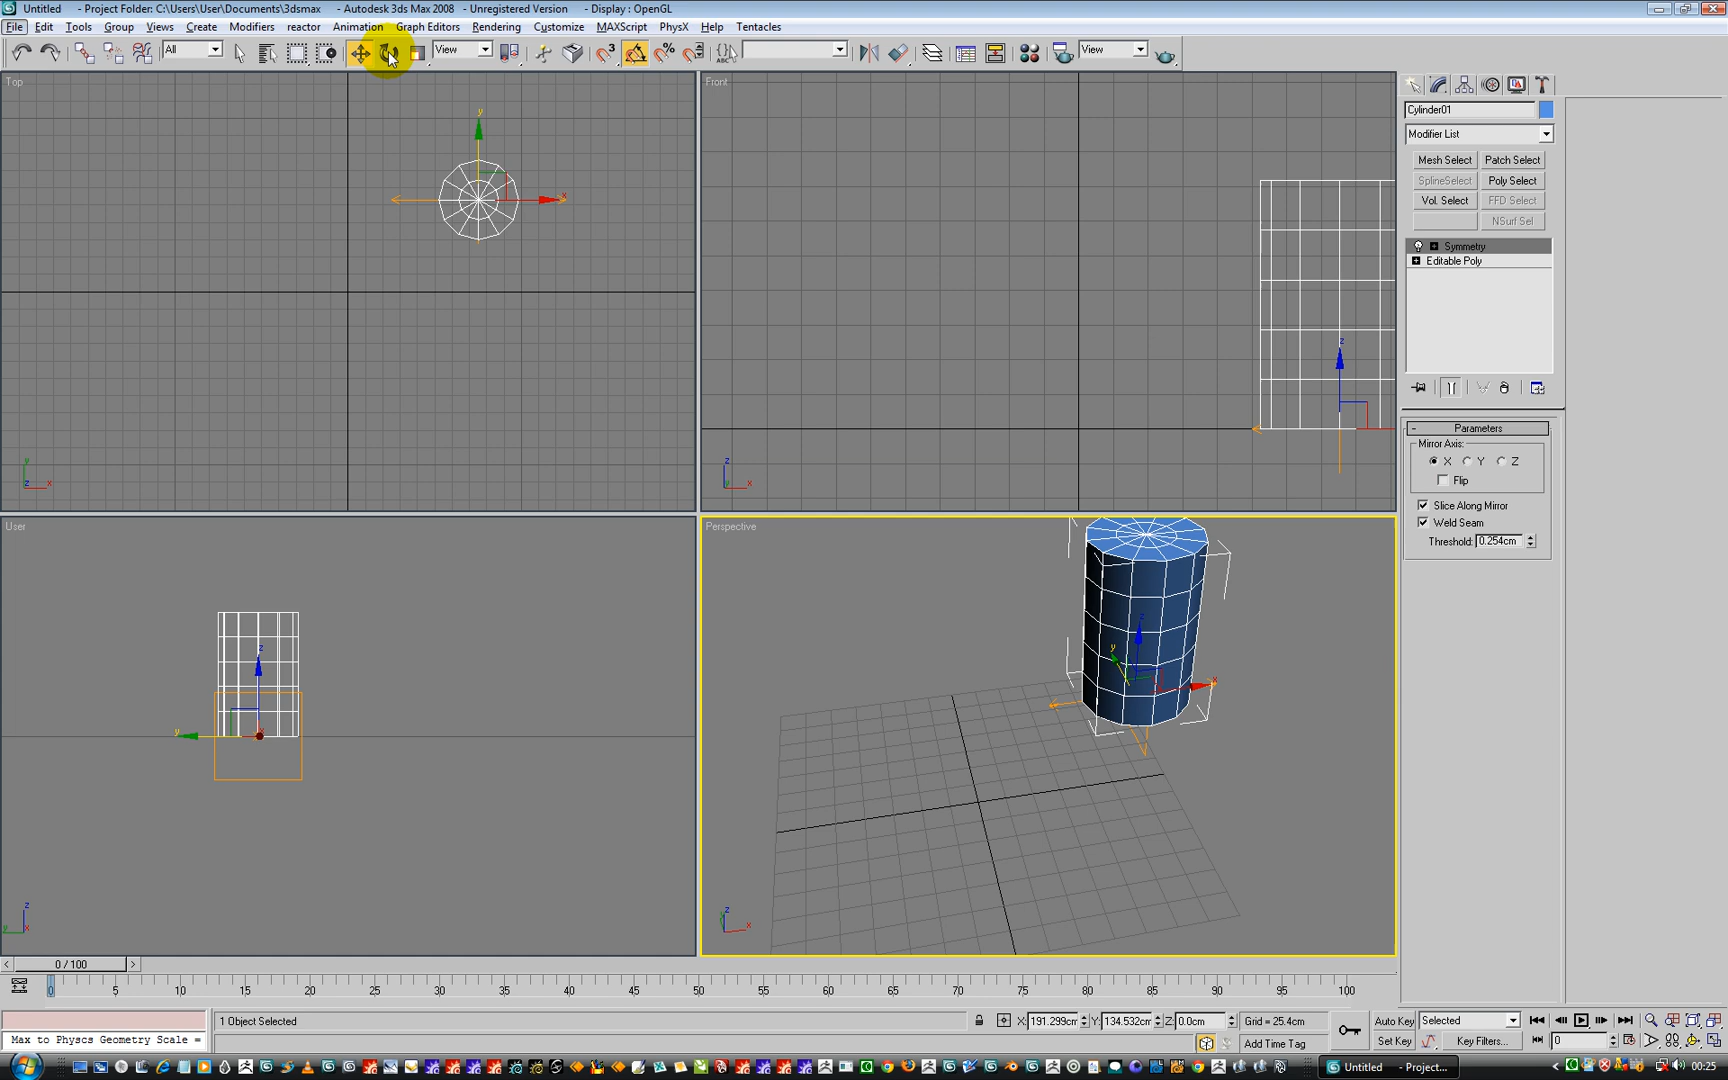 Untitled - Project Folder: C:\Users\User\Documents\3dsmax - Autodesk 3ds Max 2008 - Unregistered Version - Display : OpenGL
File Edit Tools Group Views Create Modifiers reactor Animation Graph Editors Rendering Customize MAXScript PhysX Help Tentacles
All View View
Top Front
Cylinder01
Modifier List
Mesh Select Patch Select
SplineSelect Poly Select
Vol. Select FFD Select
NSurf Sel
Symmetry
Editable Poly
Parameters
Mirror Axis:
X Y Z
Flip
Slice Along Mirror
Weld Seam
Threshold: 0.254cm
User Perspective
0 / 100
0 5 10 15 20 25 30 35 40 45 50 55 60 65 70 75 80 85 90 95 100
1 Object Selected X: 191.299cm Y: 134.532cm Z: 0.0cm Grid = 25.4cm Auto Key Selected
Max to Physcs Geometry Scale = Add Time Tag Set Key Key Filters... 0
Untitled - Project... 00:25